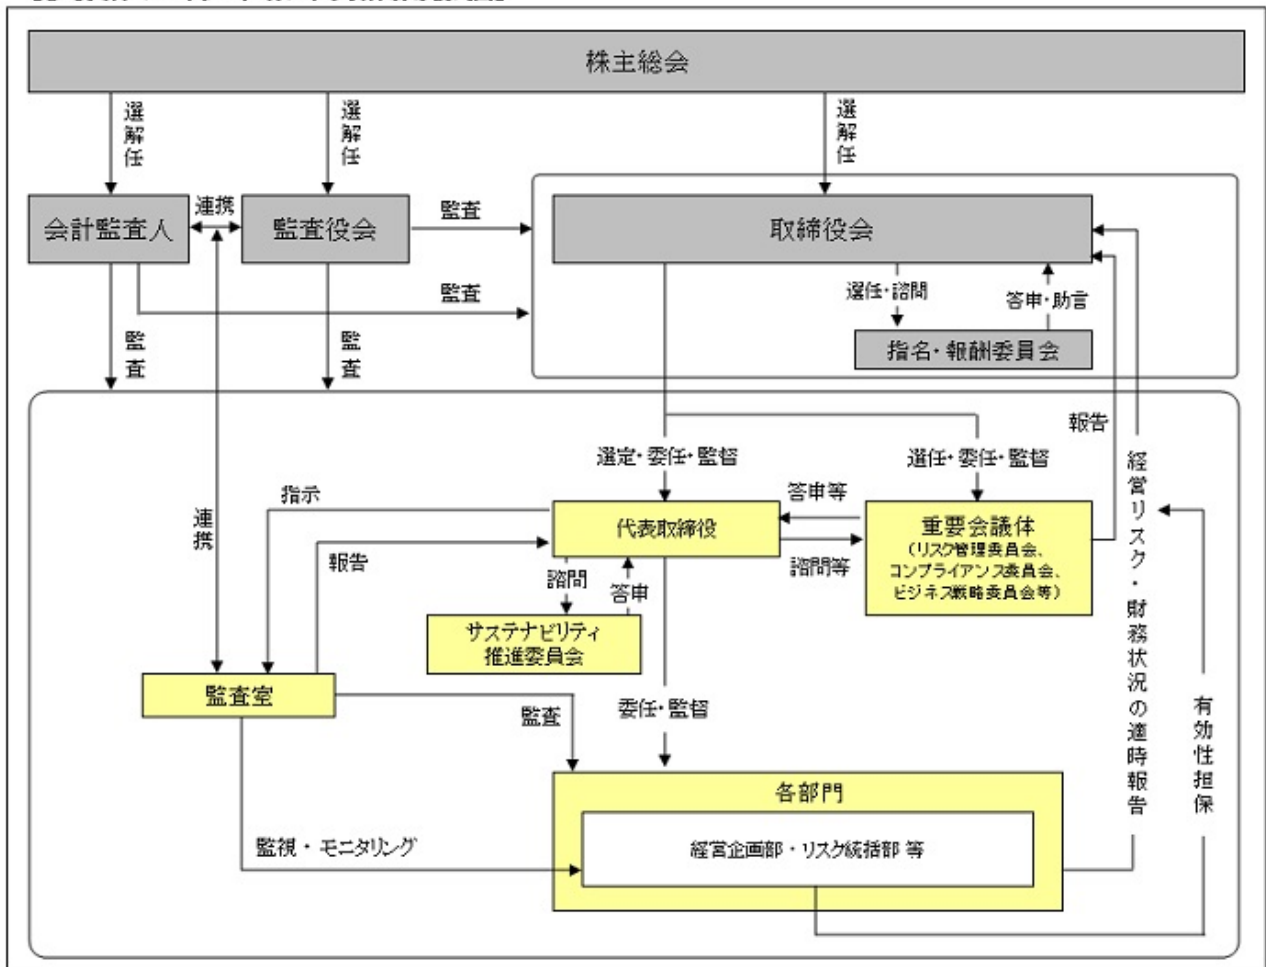 株主総会
選解任
選解任
選解任
会計監査人
連携
監査役会
監査
取締役会
監査
選任・諮問
答申・助言
指名・報酬委員会
監査
監査
報告
選定・委任・監督
選任・委任・監督
指示
連携
代表取締役
答申等
諮問等
重要会議体
(リスク管理委員会、
コンプライアンス委員会、
ビジネス戦略委員会等)
報告
諮問
答申
サステナビリティ
推進委員会
経営リスク・財務状況の適時報告
監査室
監査
委任・監督
有効性担保
各部門
監視・モニタリング
経営企画部・リスク統括部 等